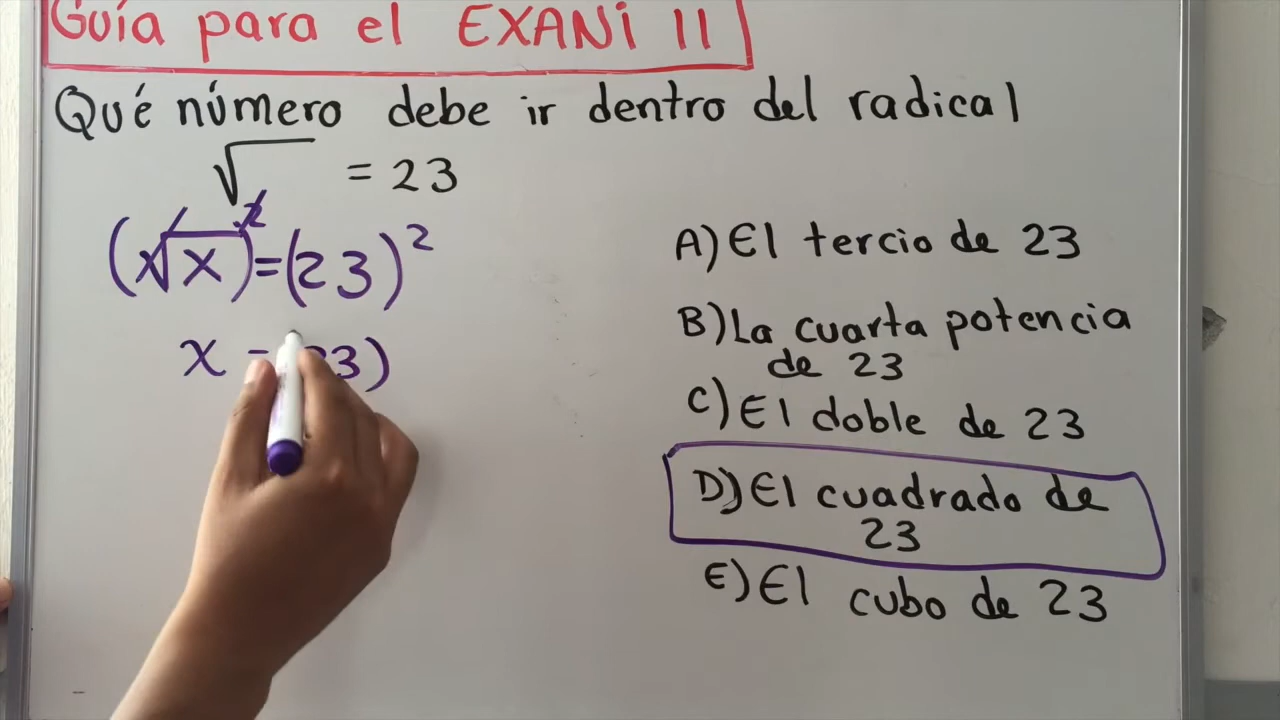 Guía para el EXANI II
Qué número debe ir dentro del radical
√ = 23
(√x)²=(23)²
x = 23)
A) El tercio de 23
B) La cuarta potencia
de 23
C) El doble de 23
D) El cuadrado de
23
E) El cubo de 23